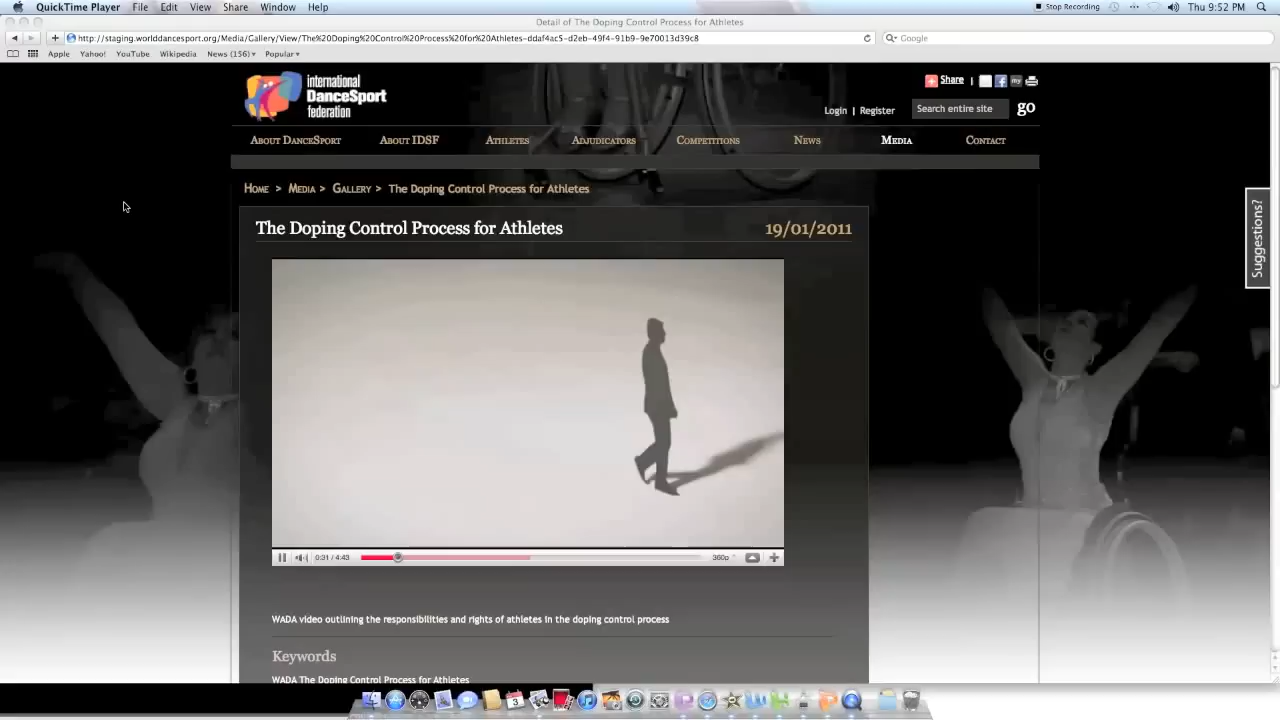 QuickTime Player File Edit View Share Window Help Stop Recording Thu 9:52 PM
Detail of The Doping Control Process for Athletes
http://staging.worlddancesport.org/Media/Gallery/View/The%20Doping%20Control%20Process%20for%20Athletes-ddaf4ac5-d2eb-49f4-91b9-9e70013d39c8 Google
Apple Yahoo! YouTube Wikipedia News (156) Popular
international
DanceSport
federation
Share | my
Login | Register Search entire site go
About DanceSport About IDSF Athletes Adjudicators Competitions News Media Contact
Home > Media > Gallery > The Doping Control Process for Athletes
The Doping Control Process for Athletes 19/01/2011
Suggestions?
0:31 / 4:43 360p
WADA video outlining the responsibilities and rights of athletes in the doping control process
Keywords
WADA The Doping Control Process for Athletes
3